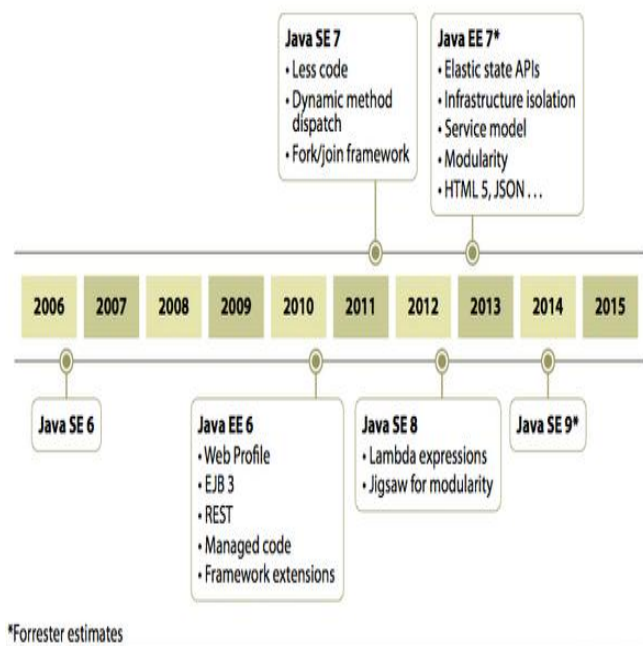 Java SE 7
• Less code
• Dynamic method
dispatch
• Fork/join framework
Java EE 7*
• Elastic state APIs
• Infrastructure isolation
• Service model
• Modularity
• HTML 5, JSON . . .
2006 2007 2008 2009 2010 2011 2012 2013 2014 2015
Java SE 6
Java EE 6
• Web Profile
• EJB 3
• REST
• Managed code
• Framework extensions
Java SE 8
• Lambda expressions
• Jigsaw for modularity
Java SE 9*
*Forrester estimates